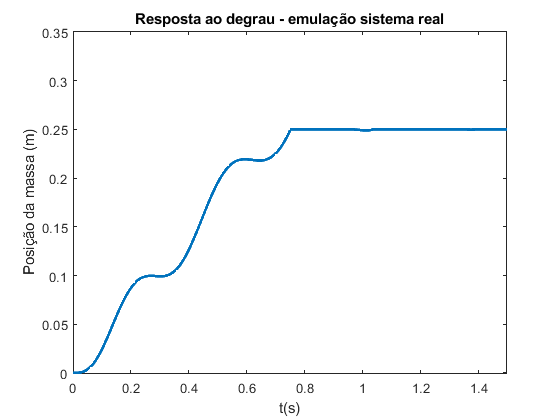 Resposta ao degrau - emulação sistema real
Posição da massa (m)
0.35
0.3
0.25
0.2
0.15
0.1
0.05
0
0 0.2 0.4 0.6 0.8 1 1.2 1.4
t(s)